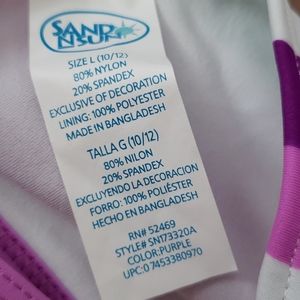 SAND
N SUN
SIZE L (10/12)
80% NYLON
20% SPANDEX
EXCLUSIVE OF DECORATION
LINING: 100% POLYESTER
MADE IN BANGLADESH
TALLA G (10/12)
80% NILON
20% SPANDEX
EXCLUYENDO LA DECORACION
FORRO: 100% POLIÉSTER
HECHO EN BANGLADESH
RN# 52469
STYLE# SN173320A
COLOR:PURPLE
UPC:0 7453380970